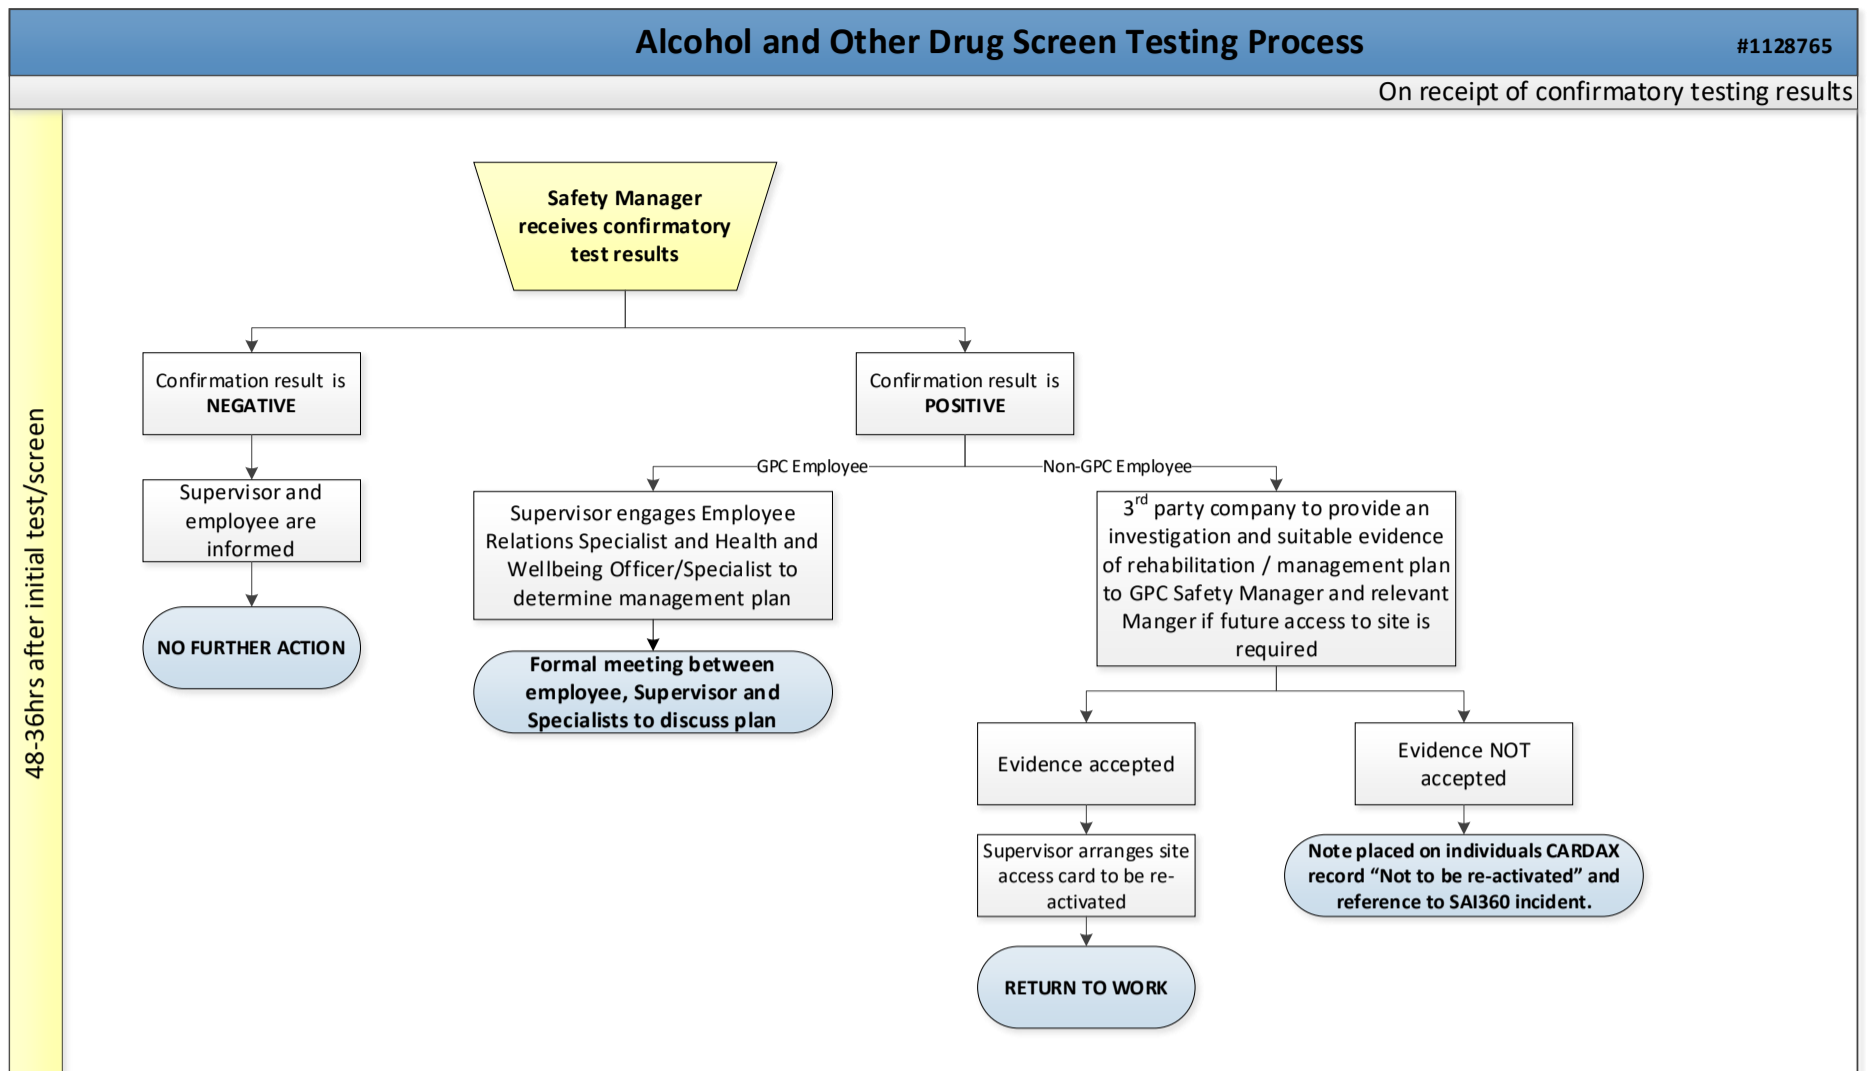 Alcohol and Other Drug Screen Testing Process
#1128765
On receipt of confirmatory testing results
48-36hrs after initial test/screen
Safety Manager
receives confirmatory
test results
Confirmation result is
NEGATIVE
Supervisor and
employee are
informed
NO FURTHER ACTION
Confirmation result is
POSITIVE
GPC Employee
Non-GPC Employee
Supervisor engages Employee
Relations Specialist and Health and
Wellbeing Officer/Specialist to
determine management plan
Formal meeting between
employee, Supervisor and
Specialists to discuss plan
3rd party company to provide an
investigation and suitable evidence
of rehabilitation / management plan
to GPC Safety Manager and relevant
Manger if future access to site is
required
Evidence accepted
Supervisor arranges site
access card to be re-
activated
RETURN TO WORK
Evidence NOT
accepted
Note placed on individuals CARDAX
record “Not to be re-activated” and
reference to SAI360 incident.